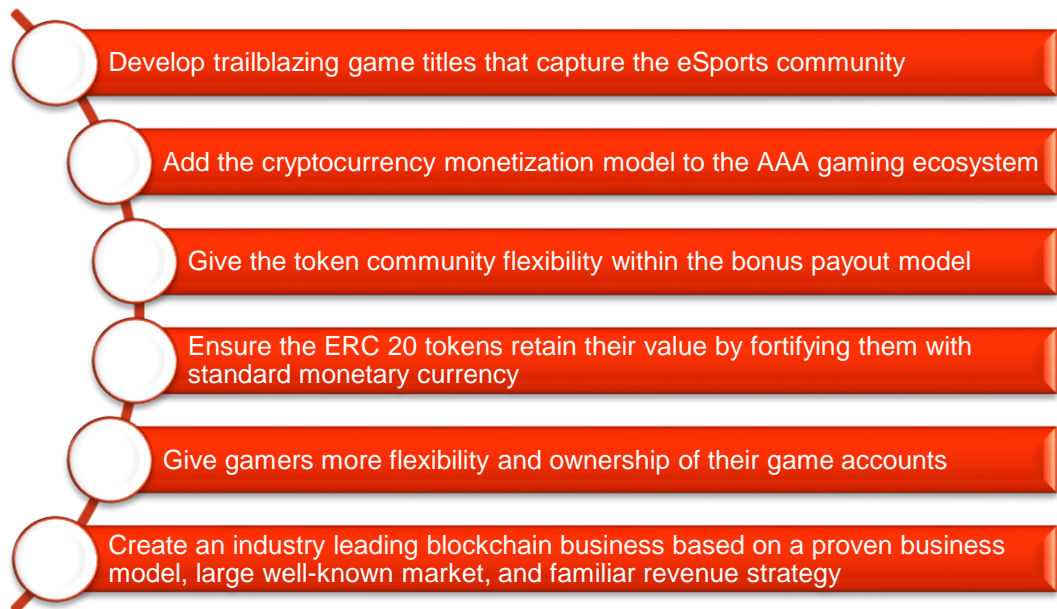 Develop trailblazing game titles that capture the eSports community
Add the cryptocurrency monetization model to the AAA gaming ecosystem
Give the token community flexibility within the bonus payout model
Ensure the ERC 20 tokens retain their value by fortifying them with
standard monetary currency
Give gamers more flexibility and ownership of their game accounts
Create an industry leading blockchain business based on a proven business
model, large well-known market, and familiar revenue strategy